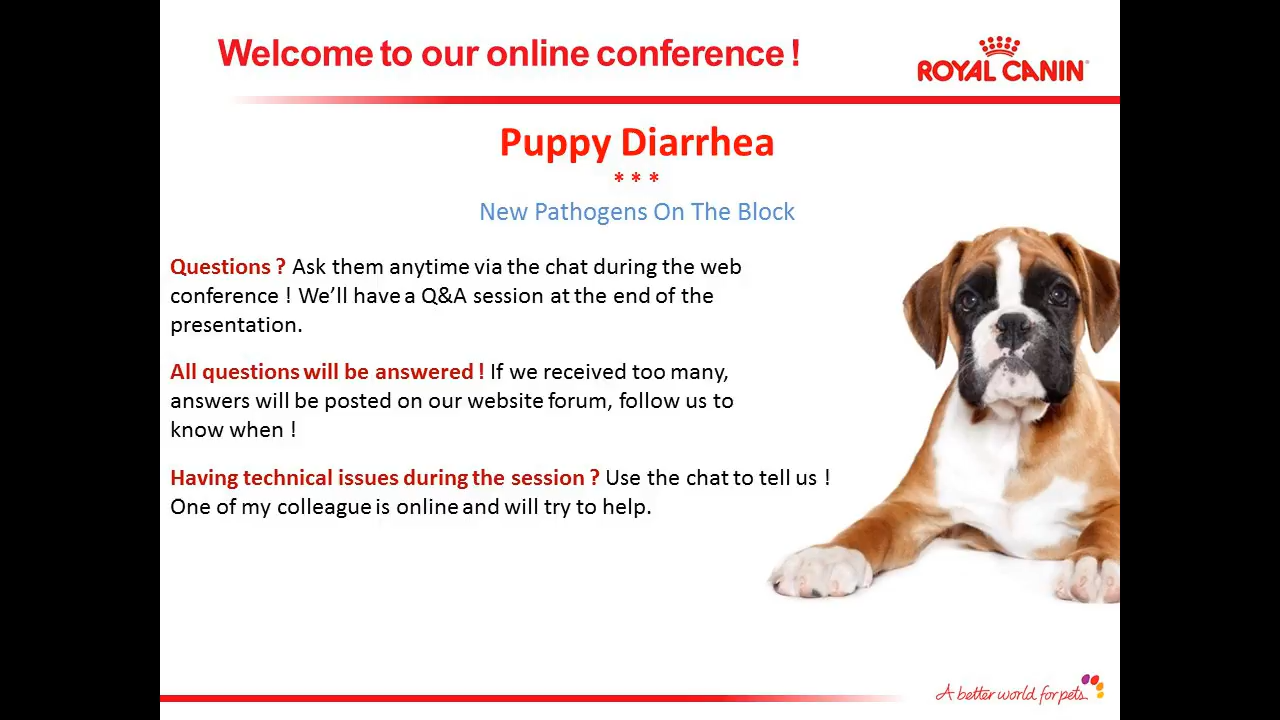 Welcome to our online conference !
ROYAL CANIN®
Puppy Diarrhea
* * *
New Pathogens On The Block
Questions ? Ask them anytime via the chat during the web
conference ! We’ll have a Q&A session at the end of the
presentation.
All questions will be answered ! If we received too many,
answers will be posted on our website forum, follow us to
know when !
Having technical issues during the session ? Use the chat to tell us !
One of my colleague is online and will try to help.
A better world for pets